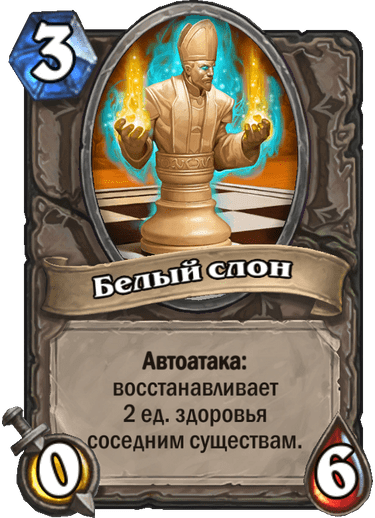 3
Белый слон
Автоатака:
восстанавливает
2 ед. здоровья
соседним существам.
0
6